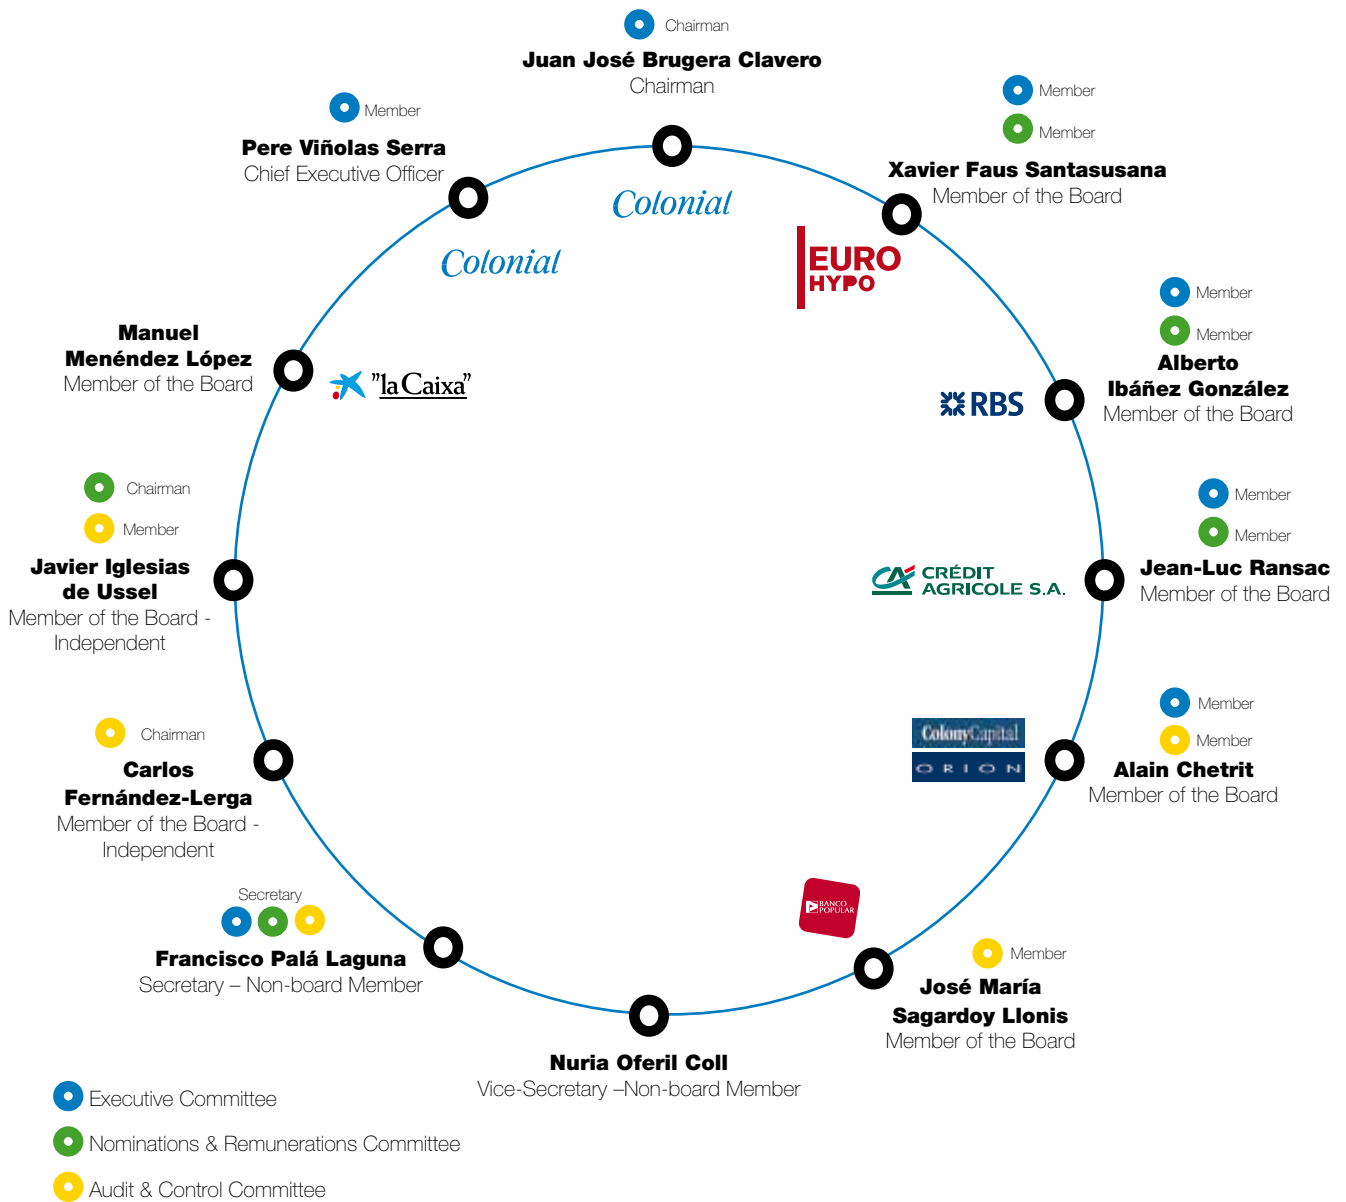 Chairman
Juan José Brugera Clavero
Chairman
Member
Pere Viñolas Serra
Chief Executive Officer
Member
Member
Xavier Faus Santasusana
Member of the Board
Colonial
Colonial
EURO
HYPO
Member
Member
Alberto
Ibáñez González
Member of the Board
Manuel
Menéndez López
Member of the Board
"la Caixa"
RBS
Chairman
Member
Javier Iglesias
de Ussel
Member of the Board -
Independent
Member
Member
Jean-Luc Ransac
Member of the Board
CA CRÉDIT
AGRICOLE S.A.
Chairman
Carlos
Fernández-Lerga
Member of the Board -
Independent
ColonyCapital
ORION
Member
Member
Alain Chetrit
Member of the Board
Secretary
Francisco Palá Laguna
Secretary – Non-board Member
BANCO
POPULAR
Member
José María
Sagardoy Llonis
Member of the Board
Nuria Oferil Coll
Vice-Secretary –Non-board Member
Executive Committee
Nominations & Remunerations Committee
Audit & Control Committee